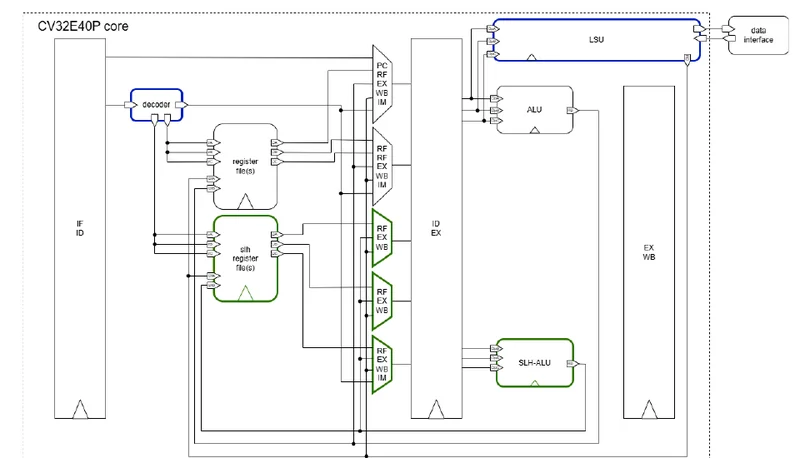 CV32E40P core
LSU
data
interface
PC
RF
EX
WB
IM
decoder
ALU
register
file(s)
RF
RF
EX
WB
IM
IF
ID
ID
EX
slh
register
file(s)
RF
EX
WB
EX
WB
RF
EX
WB
RF
EX
WB
IM
SLH-ALU